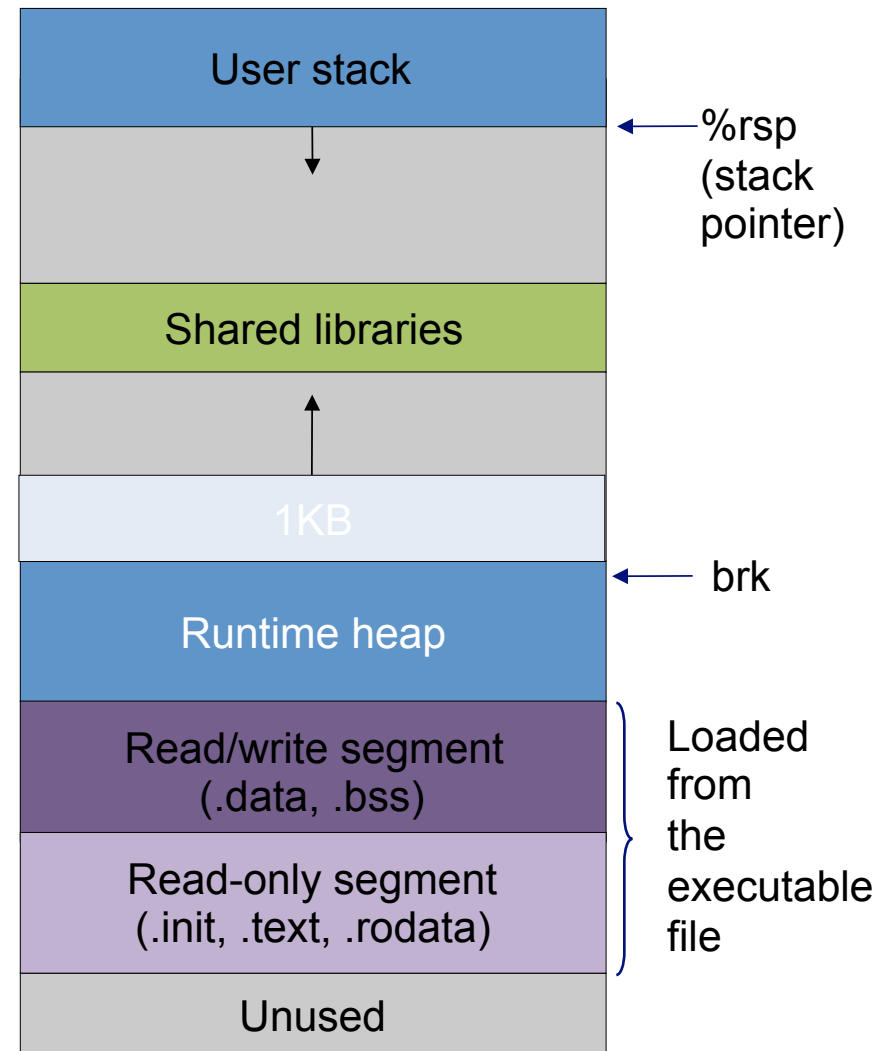 User stack
%rsp
(stack
pointer)
Shared libraries
1KB
brk
Runtime heap
Read/write segment
(.data, .bss)
Loaded
from
the
executable
file
Read-only segment
(.init, .text, .rodata)
Unused